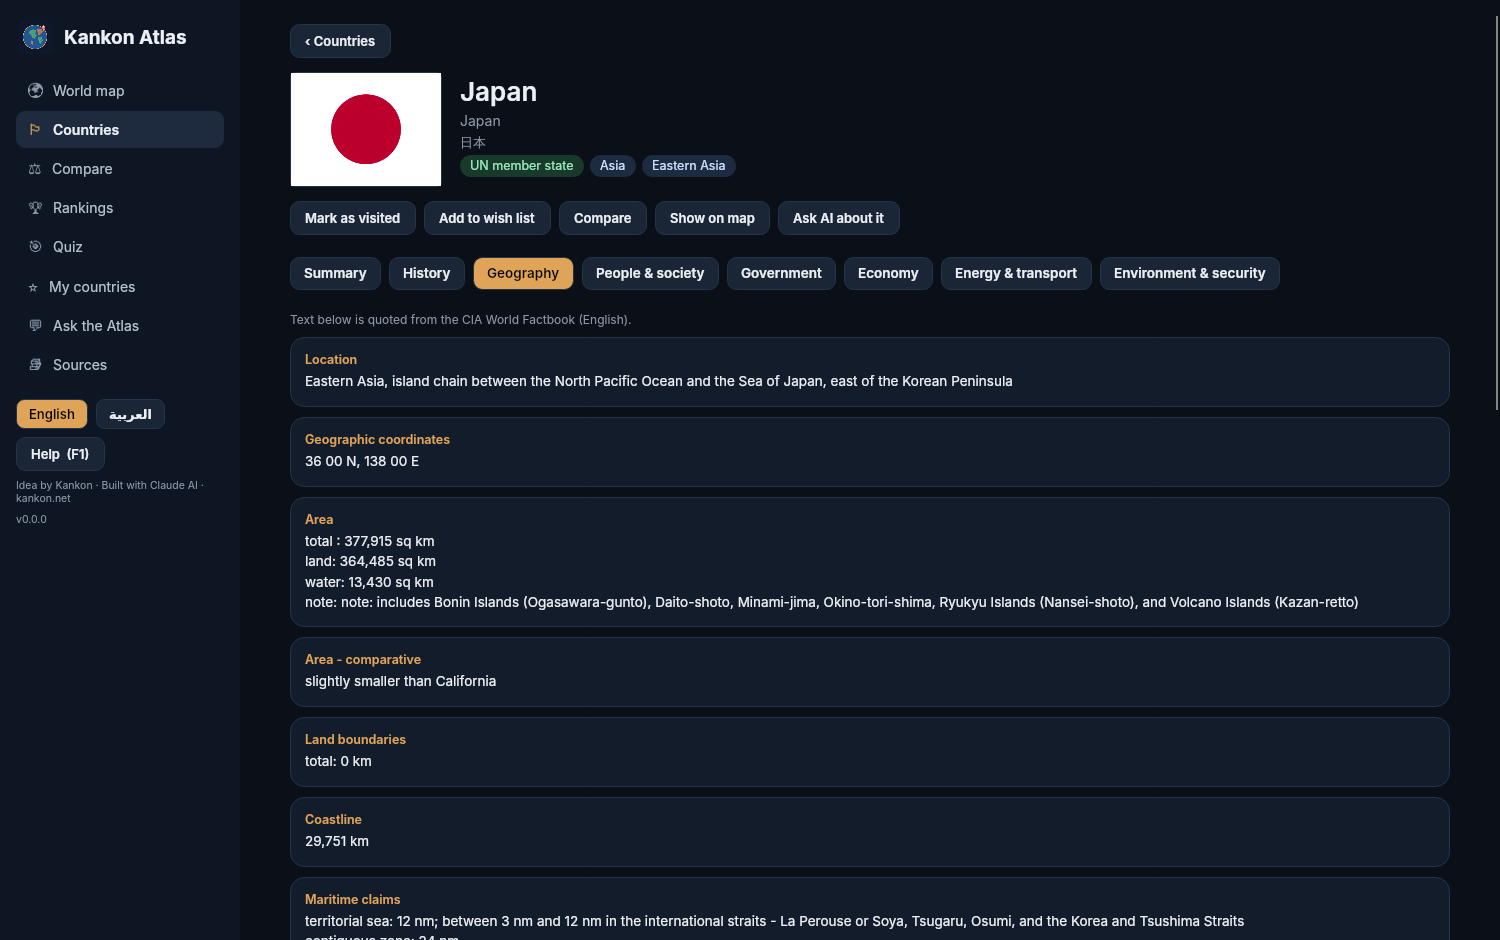 Kankon Atlas
World map
Countries
Compare
Rankings
Quiz
My countries
Ask the Atlas
Sources
English
العربية
Help (F1)
Idea by Kankon · Built with Claude AI ·
kankon.net
v0.0.0
‹ Countries
Japan
Japan
日本
UN member state
Asia
Eastern Asia
Mark as visited
Add to wish list
Compare
Show on map
Ask AI about it
Summary
History
Geography
People & society
Government
Economy
Energy & transport
Environment & security
Text below is quoted from the CIA World Factbook (English).
Location
Eastern Asia, island chain between the North Pacific Ocean and the Sea of Japan, east of the Korean Peninsula
Geographic coordinates
36 00 N, 138 00 E
Area
total : 377,915 sq km
land: 364,485 sq km
water: 13,430 sq km
note: note: includes Bonin Islands (Ogasawara-gunto), Daito-shoto, Minami-jima, Okino-tori-shima, Ryukyu Islands (Nansei-shoto), and Volcano Islands (Kazan-retto)
Area - comparative
slightly smaller than California
Land boundaries
total: 0 km
Coastline
29,751 km
Maritime claims
territorial sea: 12 nm; between 3 nm and 12 nm in the international straits - La Perouse or Soya, Tsugaru, Osumi, and the Korea and Tsushima Straits
contiguous zone: 24 nm